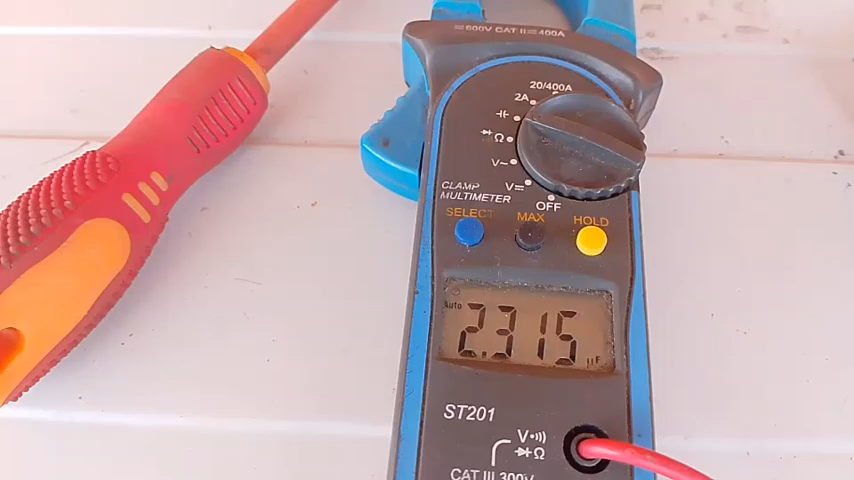 ≂600V CAT II ≂400A
20/400A
2A
Ω
V~
V⎓
OFF
CLAMP
MULTIMETER
SELECT MAX HOLD
Auto
2.315
µF
ST201
V
Ω
CAT III 300V